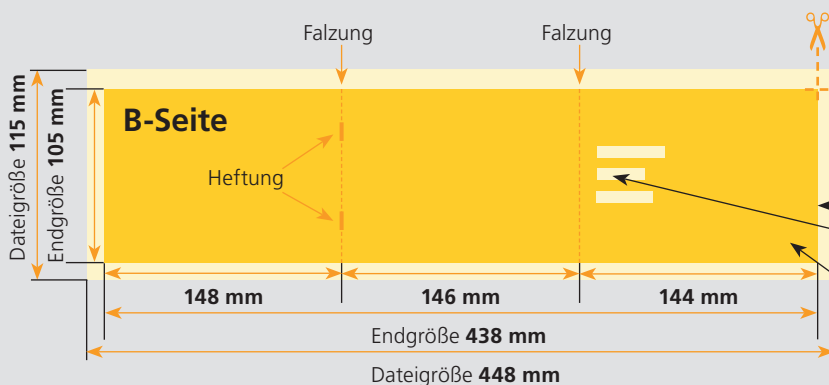 Falzung
Falzung
B-Seite
Heftung
Dateigröße 115 mm
Endgröße 105 mm
148 mm
146 mm
144 mm
Endgröße 438 mm
Dateigröße 448 mm